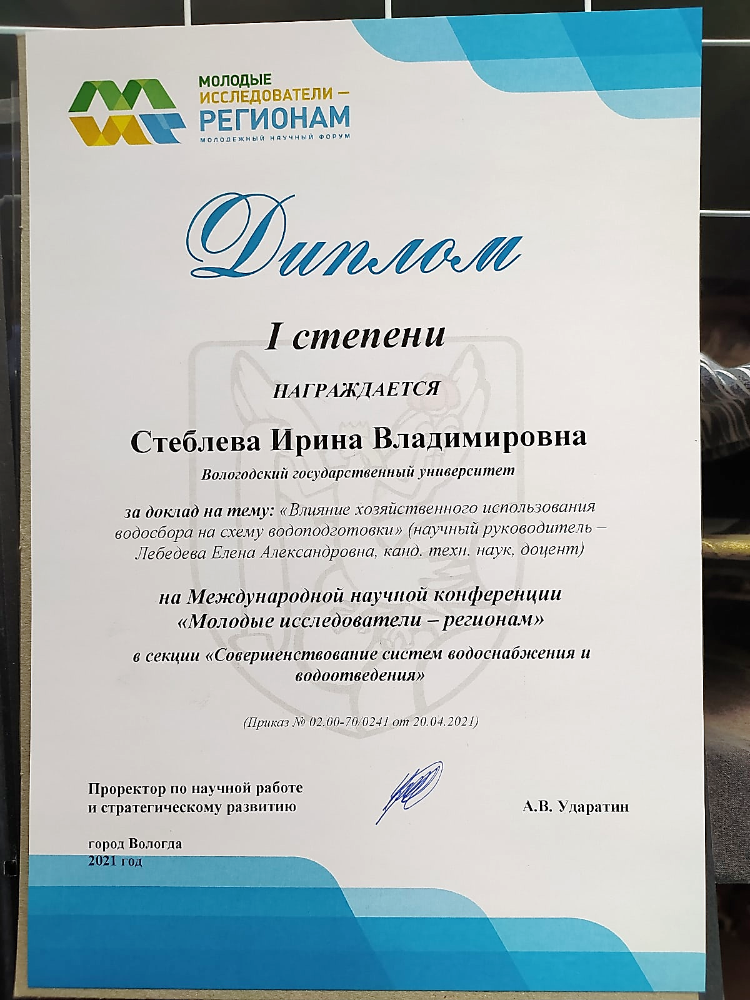 МОЛОДЫЕ
ИССЛЕДОВАТЕЛИ –
РЕГИОНАМ
МОЛОДЕЖНЫЙ НАУЧНЫЙ ФОРУМ
Диплом
I степени
НАГРАЖДАЕТСЯ
Стеблева Ирина Владимировна
Вологодский государственный университет
за доклад на тему: «Влияние хозяйственного использования
водосбора на схему водоподготовки» (научный руководитель –
Лебедева Елена Александровна, канд. техн. наук, доцент)
на Международной научной конференции
«Молодые исследователи – регионам»
в секции «Совершенствование систем водоснабжения и
водоотведения»
(Приказ № 02.00-70/0241 от 20.04.2021)
Проректор по научной работе
и стратегическому развитию
А.В. Ударатин
город Вологда
2021 год